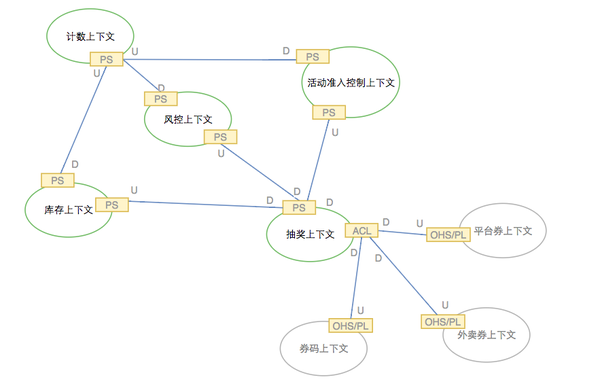 计数上下文
PS
U
D
PS
活动准入控制上下文
U
D
PS
风控上下文
PS
U
PS
U
D
PS
库存上下文
PS
U
D
D
D
PS
抽奖上下文
ACL
D
D
D
U
OHS/PL
平台券上下文
U
OHS/PL
券码上下文
U
OHS/PL
外卖券上下文